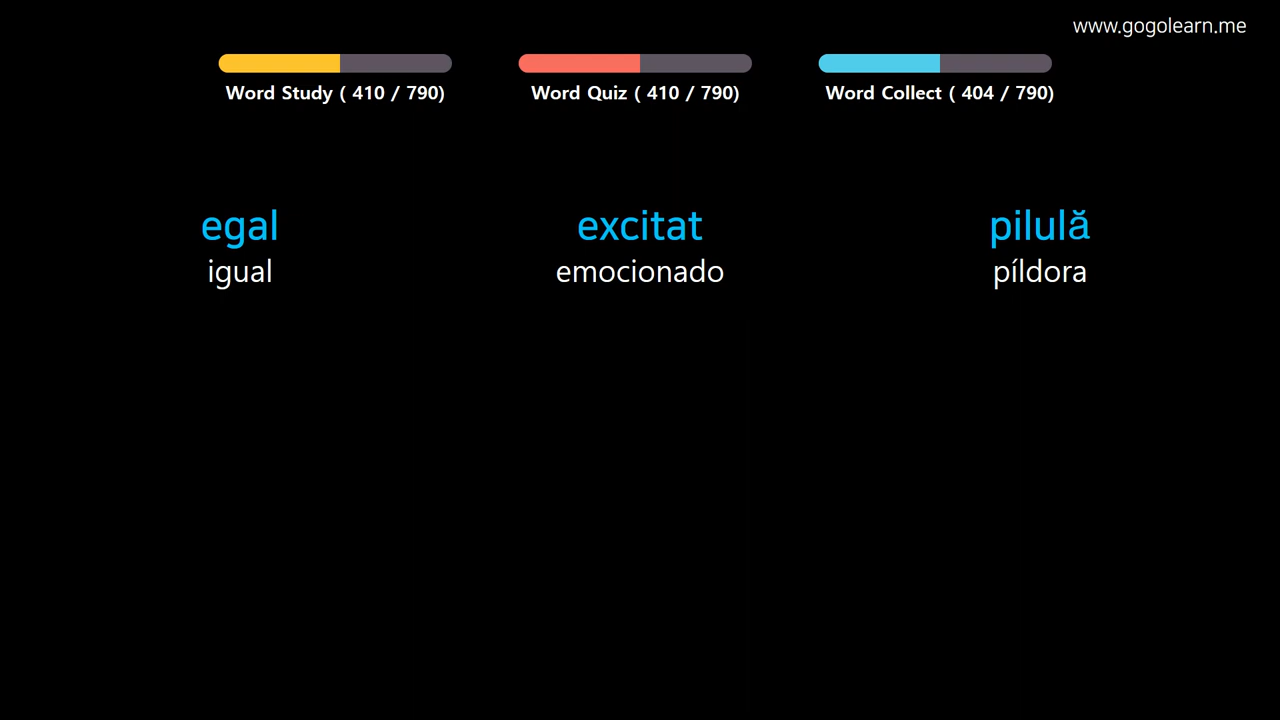 www.gogolearn.me
Word Study ( 410 / 790)
Word Quiz ( 410 / 790)
Word Collect ( 404 / 790)
egal
igual
excitat
emocionado
pilulă
píldora